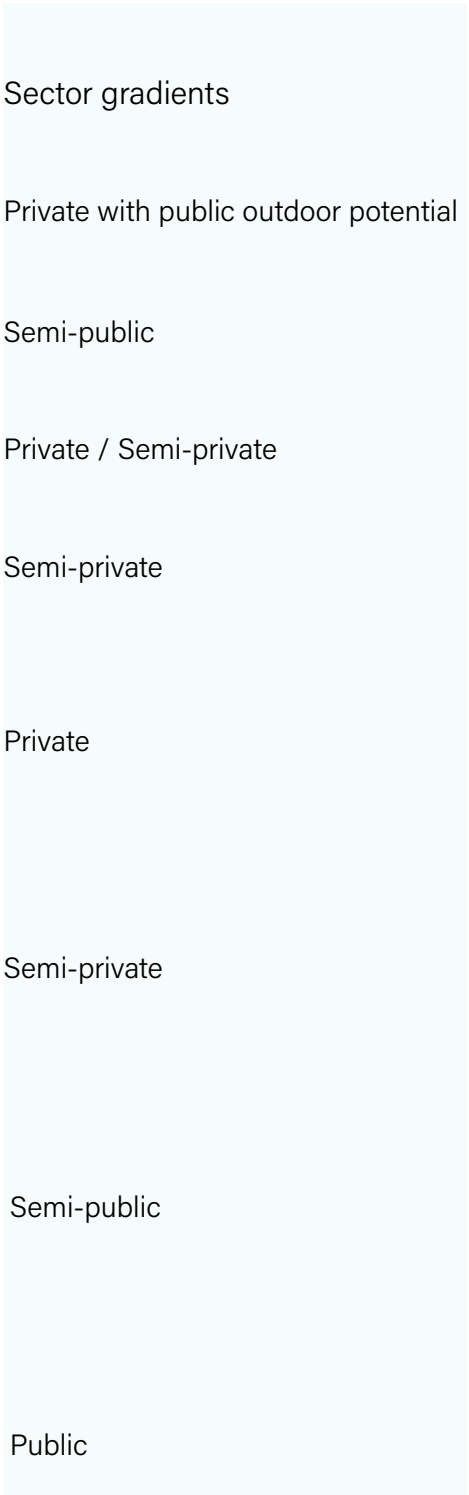 Sector gradients
Private with public outdoor potential
Semi-public
Private / Semi-private
Semi-private
Private
Semi-private
Semi-public
Public